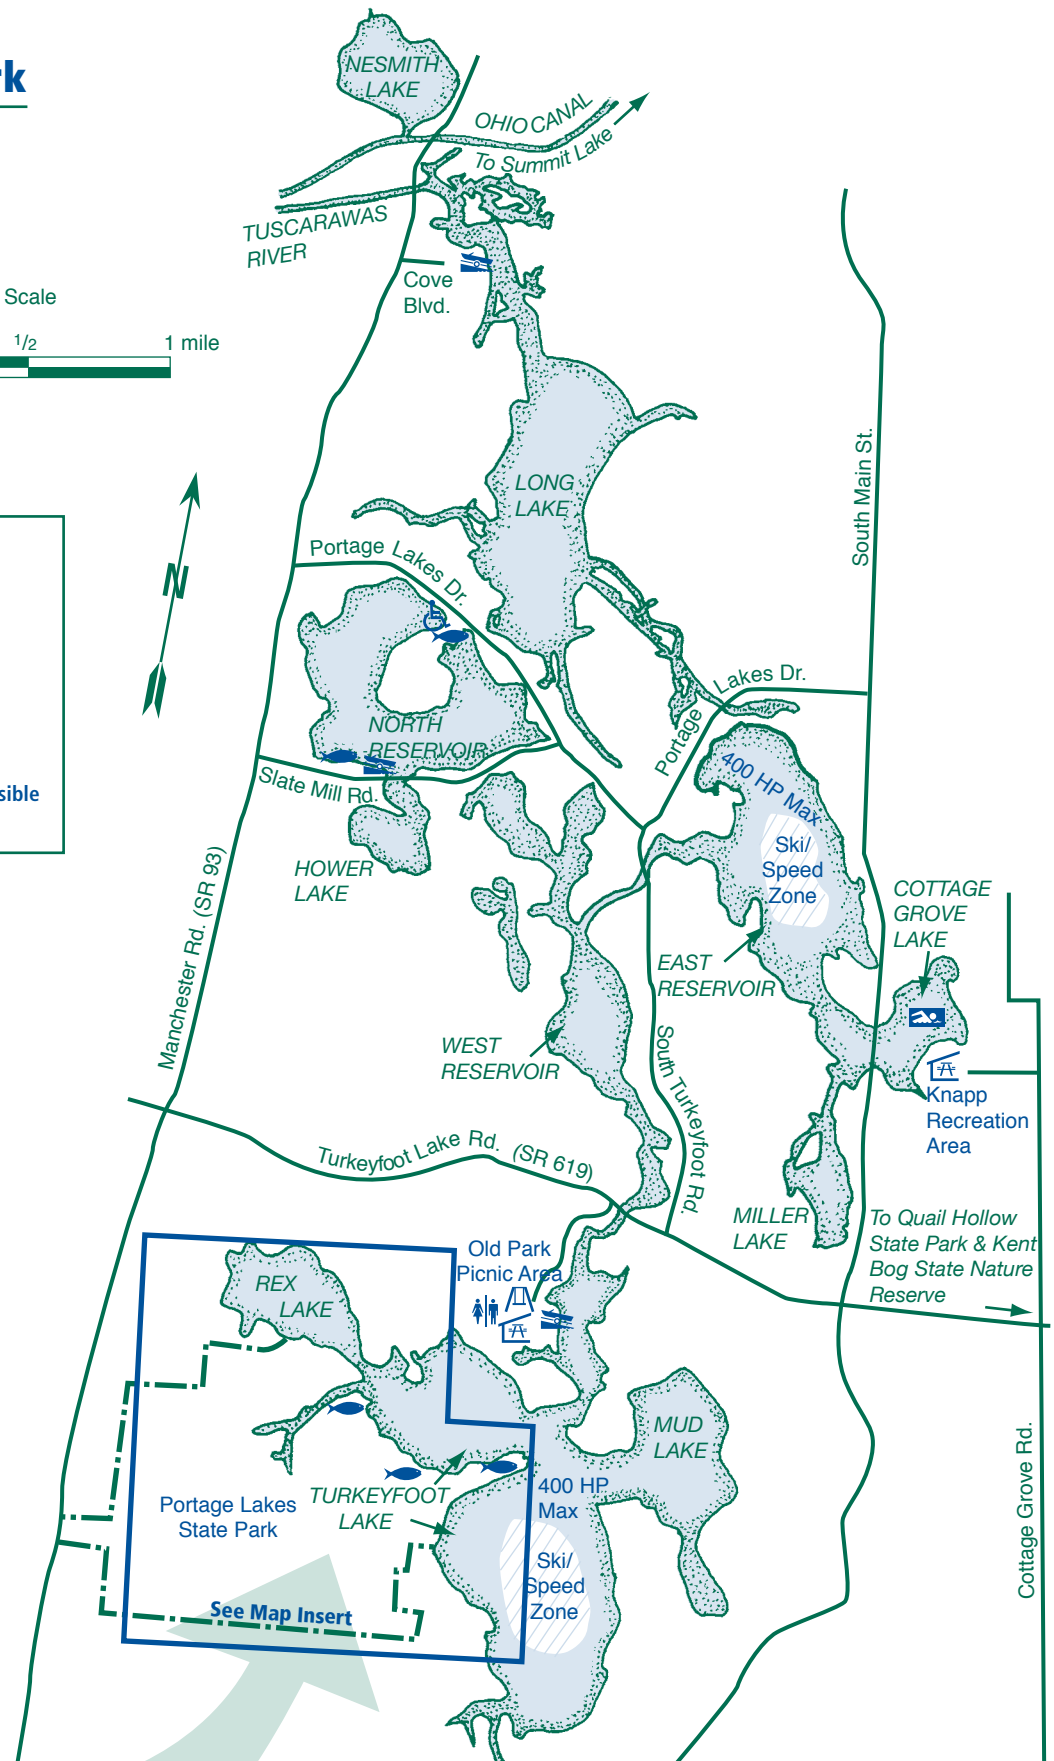 NESMITH
LAKE
OHIO CANAL
To Summit Lake
TUSCARAWAS
RIVER
Cove
Blvd.
Scale
1/2
1 mile
South Main St.
LONG
LAKE
Portage Lakes Dr.
N
NORTH
RESERVOIR
Lakes Dr.
Portage
400 HP Max
Slate Mill Rd.
HOWER
LAKE
Ski/
Speed
Zone
COTTAGE
GROVE
LAKE
Manchester Rd. (SR 93)
EAST
RESERVOIR
WEST
RESERVOIR
South Turkeyfoot Rd.
Knapp
Recreation
Area
Turkeyfoot Lake Rd. (SR 619)
MILLER
LAKE
To Quail Hollow
State Park & Kent
Bog State Nature
Reserve
Old Park
Picnic Area
REX
LAKE
MUD
LAKE
TURKEYFOOT
LAKE
400 HP
Max
Portage Lakes
State Park
Ski/
Speed
Zone
See Map Insert
Cottage Grove Rd.